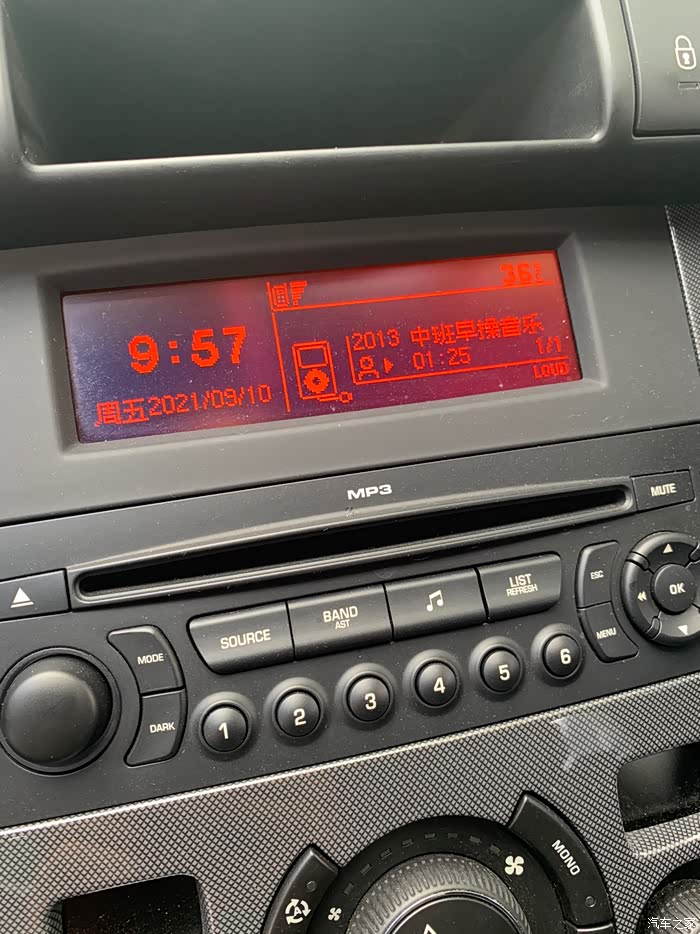 36℃
9:57
2013 中班早操音乐
01:25
1/1
周五2021/09/10
LOUD
MP3
MUTE
SOURCE
BAND
AST
LIST
REFRESH
ESC
OK
MENU
MODE
DARK
1
2
3
4
5
6
MONO
汽车之家